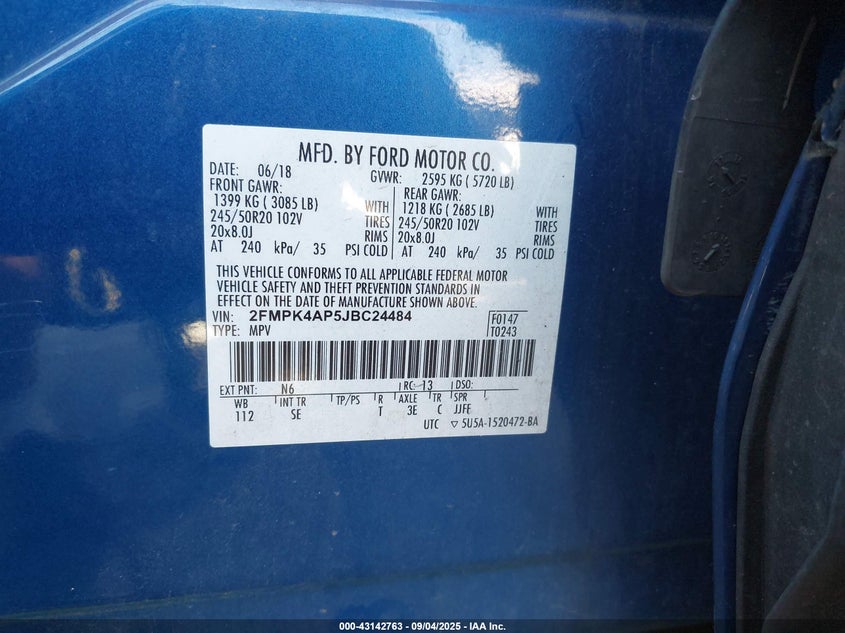 MFD. BY FORD MOTOR CO.
DATE: 06/18 GVWR: 2595 KG ( 5720 LB)
FRONT GAWR: REAR GAWR:
1399 KG ( 3085 LB) WITH 1218 KG ( 2685 LB) WITH
245/50R20 102V TIRES 245/50R20 102V TIRES
20x8.0J RIMS 20x8.0J RIMS
AT 240 kPa/ 35 PSI COLD AT 240 kPa/ 35 PSI COLD
THIS VEHICLE CONFORMS TO ALL APPLICABLE FEDERAL MOTOR
VEHICLE SAFETY AND THEFT PREVENTION STANDARDS IN
EFFECT ON THE DATE OF MANUFACTURE SHOWN ABOVE.
VIN: 2FMPK4AP5JBC24484 F0147
TYPE: MPV T0243
EXT PNT: N6 RC: 13 DSO:
WB INT TR TP/PS R AXLE TR SPR
112 SE T 3E C JJFE
UTC ▽ 5U5A-1520472-BA
000-43142763 - 09/04/2025 - IAA Inc.